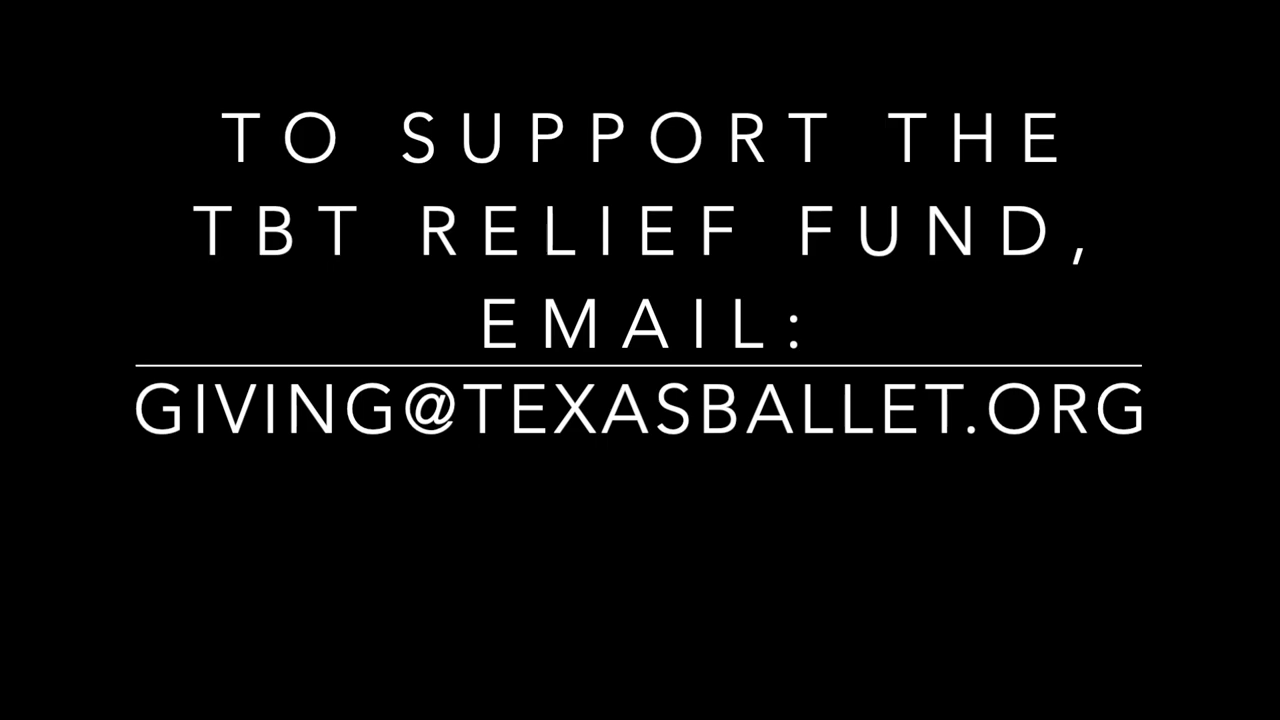 TO SUPPORT THE
TBT RELIEF FUND,
EMAIL:
GIVING@TEXASBALLET.ORG